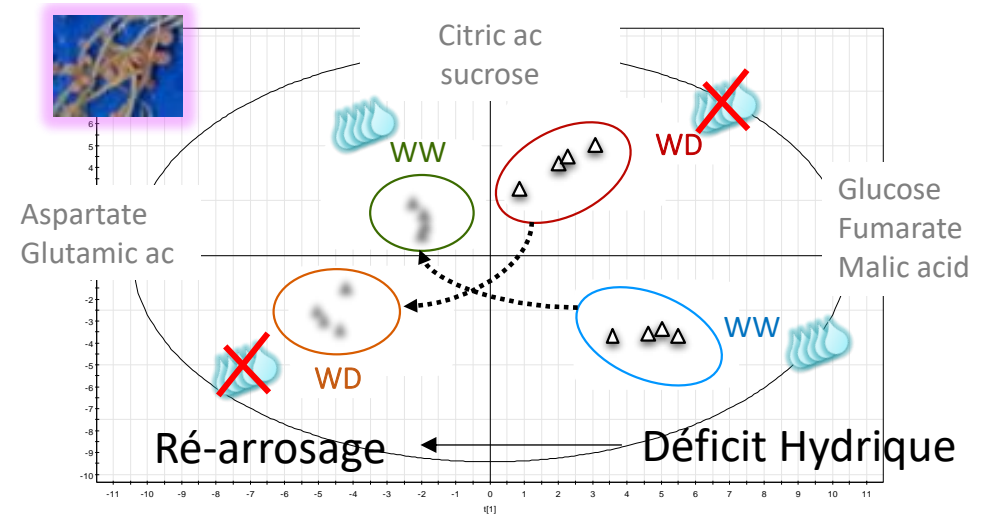 Citric ac
sucrose
WW
WD
Aspartate
Glutamic ac
Glucose
Fumarate
Malic acid
WW
WD
Ré-arrosage
Déficit Hydrique
6
5
4
-2
-3
-4
-5
-6
-7
-8
-9
-10
-11 -10 -9 -8 -7 -6 -5 -4 -3 -2 -1 0 1 2 3 4 5 6 7 8 9 10 11
t[1]